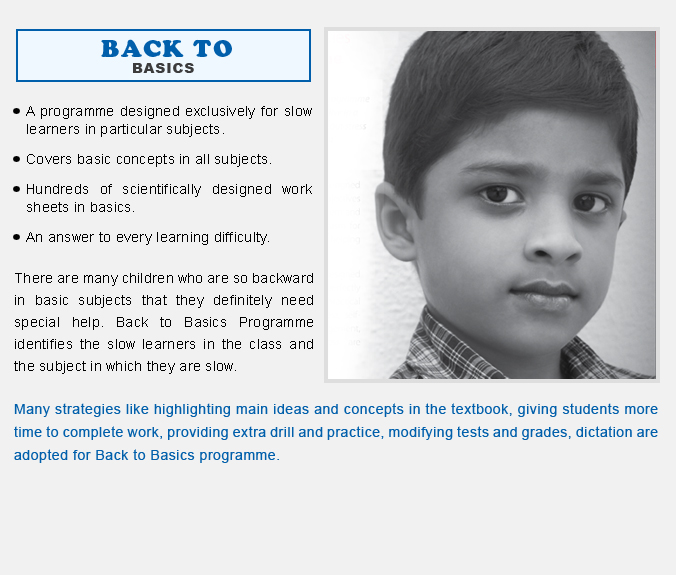 BACK TO
BASICS
A programme designed exclusively for slow
learners in particular subjects.
Covers basic concepts in all subjects.
Hundreds of scientifically designed work
sheets in basics.
An answer to every learning difficulty.
There are many children who are so backward
in basic subjects that they definitely need
special help. Back to Basics Programme
identifies the slow learners in the class and
the subject in which they are slow.
Many strategies like highlighting main ideas and concepts in the textbook, giving students more
time to complete work, providing extra drill and practice, modifying tests and grades, dictation are
adopted for Back to Basics programme.